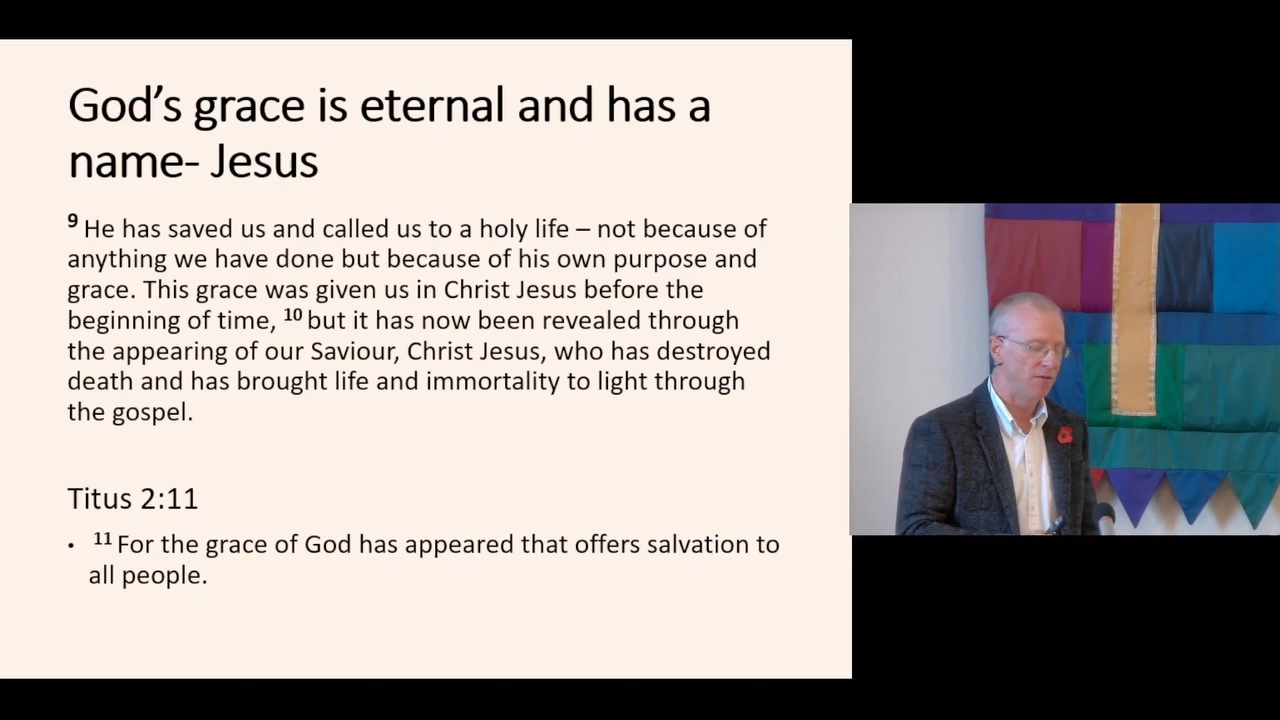 God's grace is eternal and has a
name- Jesus
9 He has saved us and called us to a holy life – not because of
anything we have done but because of his own purpose and
grace. This grace was given us in Christ Jesus before the
beginning of time, 10 but it has now been revealed through
the appearing of our Saviour, Christ Jesus, who has destroyed
death and has brought life and immortality to light through
the gospel.
Titus 2:11
• 11 For the grace of God has appeared that offers salvation to
all people.